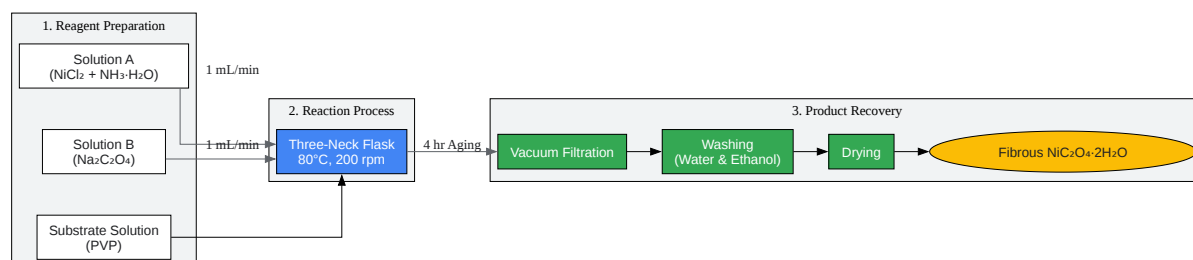 1. Reagent Preparation
Solution A
(NiCl₂ + NH₃·H₂O)
1 mL/min
Solution B
(Na₂C₂O₄)
1 mL/min
Substrate Solution
(PVP)
2. Reaction Process
Three-Neck Flask
80°C, 200 rpm
4 hr Aging
3. Product Recovery
Vacuum Filtration
Washing
(Water & Ethanol)
Drying
Fibrous NiC₂O₄·2H₂O